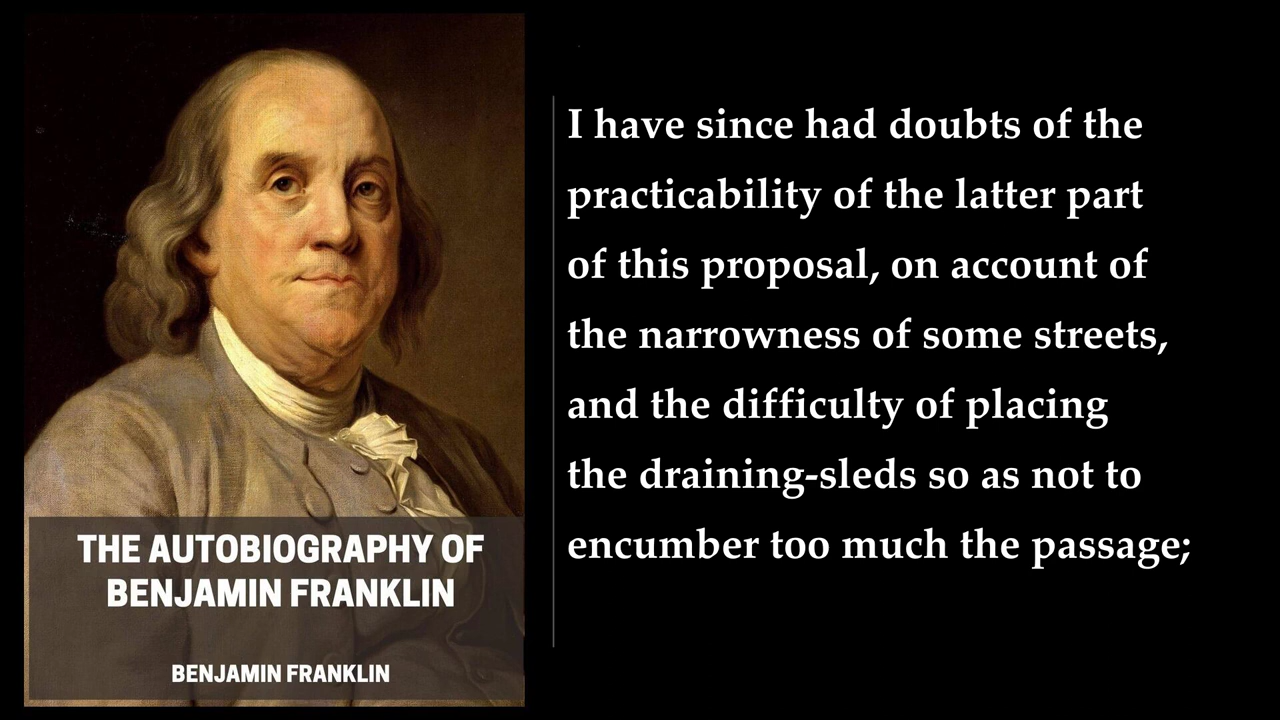 THE AUTOBIOGRAPHY OF
BENJAMIN FRANKLIN
BENJAMIN FRANKLIN
I have since had doubts of the
practicability of the latter part
of this proposal, on account of
the narrowness of some streets,
and the difficulty of placing
the draining-sleds so as not to
encumber too much the passage;